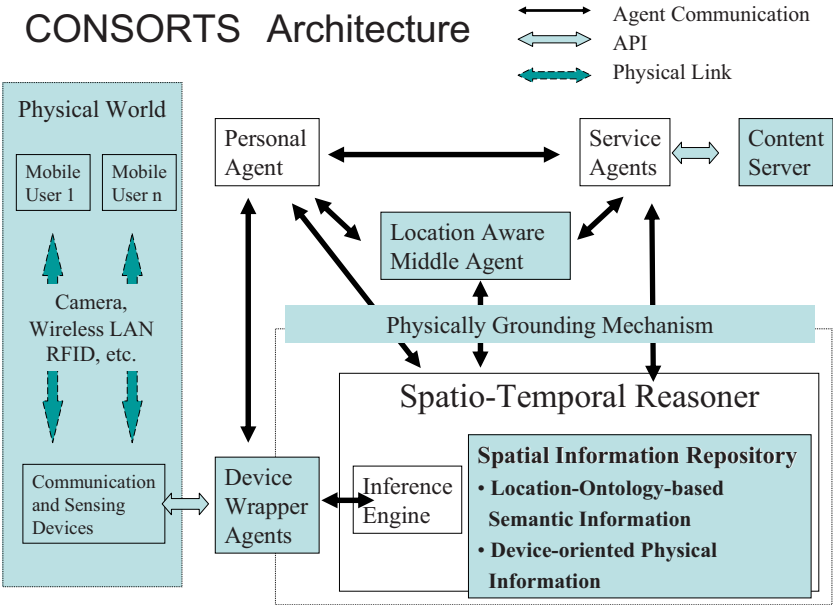 CONSORTS Architecture
Agent Communication
API
Physical Link
Physical World
Mobile
User 1
Mobile
User n
Camera,
Wireless LAN
RFID, etc.
Communication
and Sensing
Devices
Personal
Agent
Service
Agents
Content
Server
Location Aware
Middle Agent
Physically Grounding Mechanism
Spatio-Temporal Reasoner
Device
Wrapper
Agents
Inference
Engine
Spatial Information Repository
• Location-Ontology-based
Semantic Information
• Device-oriented Physical
Information